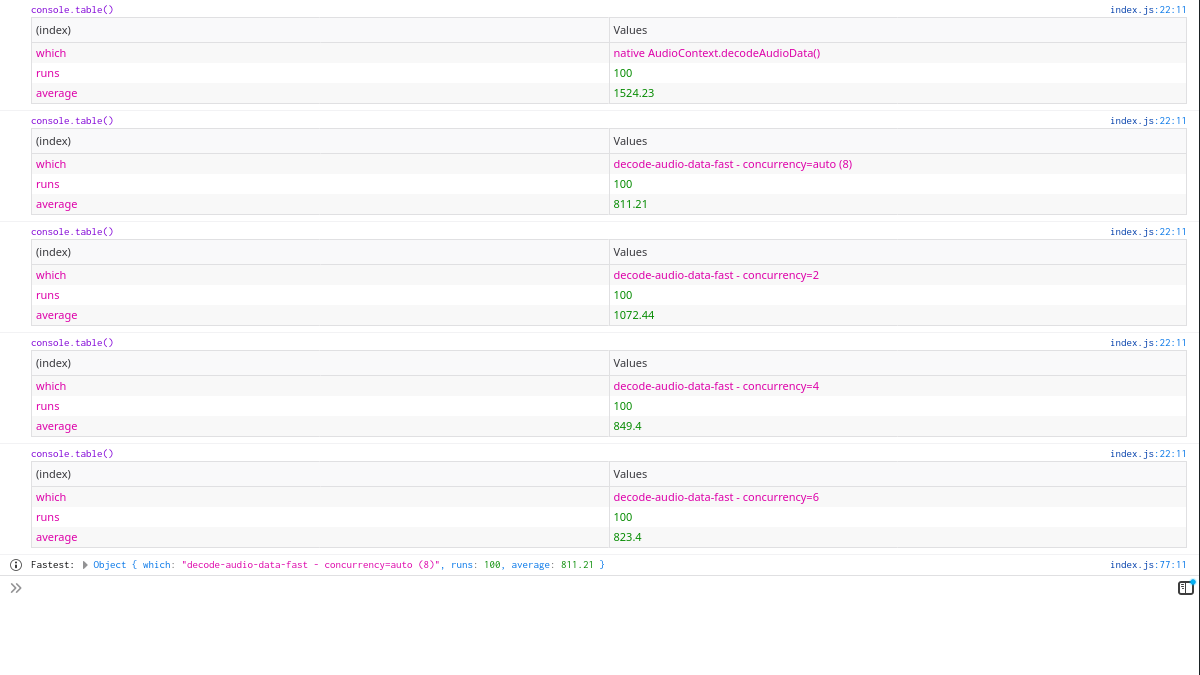 console.table() index.js:22:11
(index) Values
which native AudioContext.decodeAudioData()
runs 100
average 1524.23
console.table() index.js:22:11
(index) Values
which decode-audio-data-fast - concurrency=auto (8)
runs 100
average 811.21
console.table() index.js:22:11
(index) Values
which decode-audio-data-fast - concurrency=2
runs 100
average 1072.44
console.table() index.js:22:11
(index) Values
which decode-audio-data-fast - concurrency=4
runs 100
average 849.4
console.table() index.js:22:11
(index) Values
which decode-audio-data-fast - concurrency=6
runs 100
average 823.4
Fastest: Object { which: "decode-audio-data-fast - concurrency=auto (8)", runs: 100, average: 811.21 } index.js:77:11